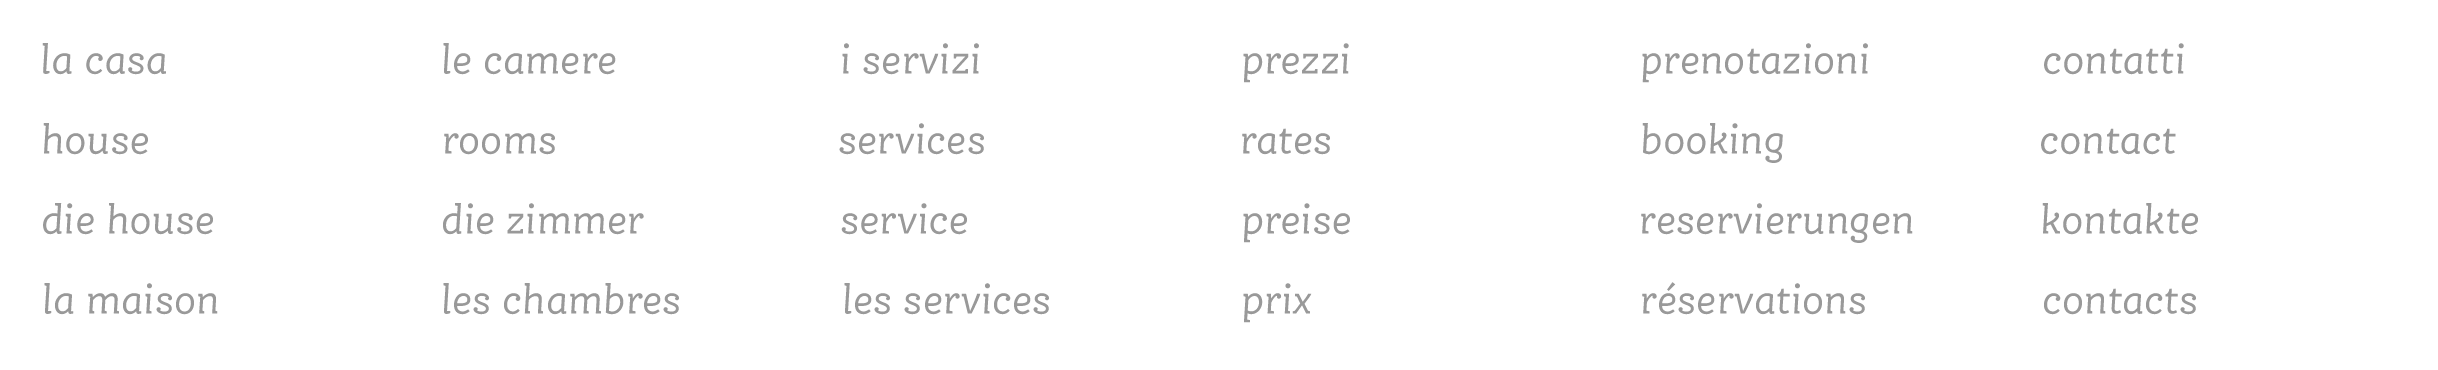 la casa le camere i servizi prezzi prenotazioni contatti
house rooms services rates booking contact
die house die zimmer service preise reservierungen kontakte
la maison les chambres les services prix réservations contacts